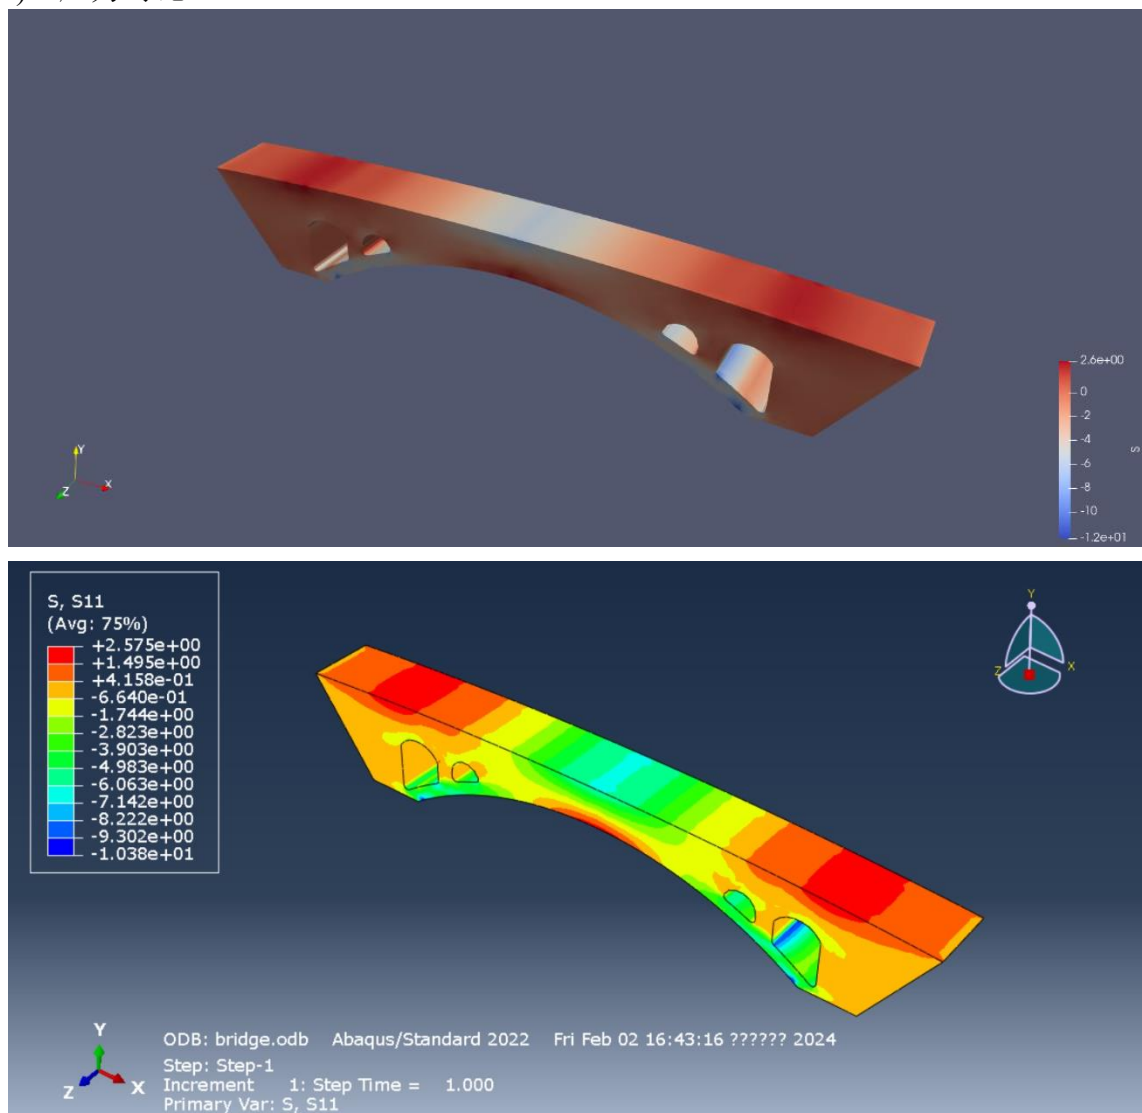 Y
Z
X
2.6e+00
0
-2
-4
-6
-8
-10
-1.2e+01
S
S, S11
(Avg: 75%)
+2.575e+00
+1.495e+00
+4.158e-01
-6.640e-01
-1.744e+00
-2.823e+00
-3.903e+00
-4.983e+00
-6.063e+00
-7.142e+00
-8.222e+00
-9.302e+00
-1.038e+01
Y
Z
X
Y
Z
X
ODB: bridge.odb Abaqus/Standard 2022 Fri Feb 02 16:43:16 ?????? 2024
Step: Step-1
Increment 1: Step Time = 1.000
Primary Var: S, S11